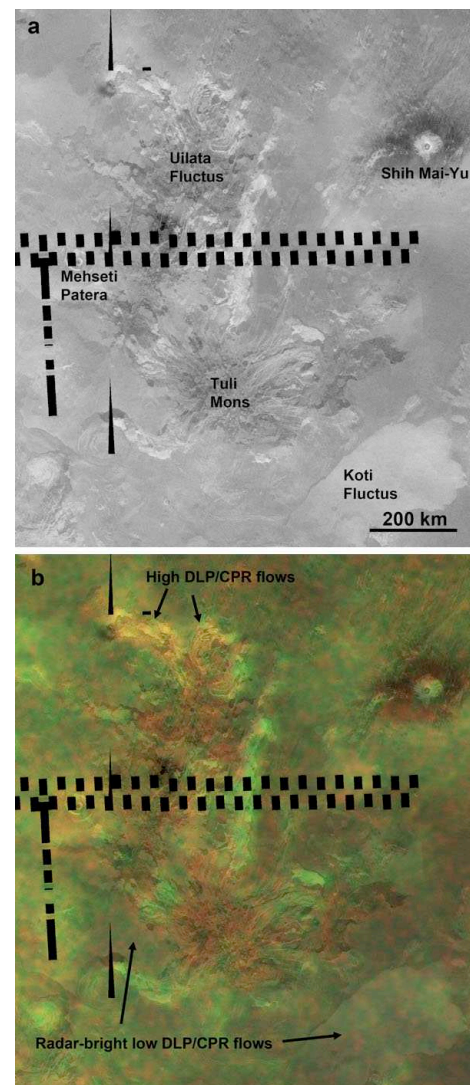 a
Uilata
Fluctus
Shih Mai-Yu
Mehseti
Patera
Tuli
Mons
Koti
Fluctus
200 km
b
High DLP/CPR flows
Radar-bright low DLP/CPR flows